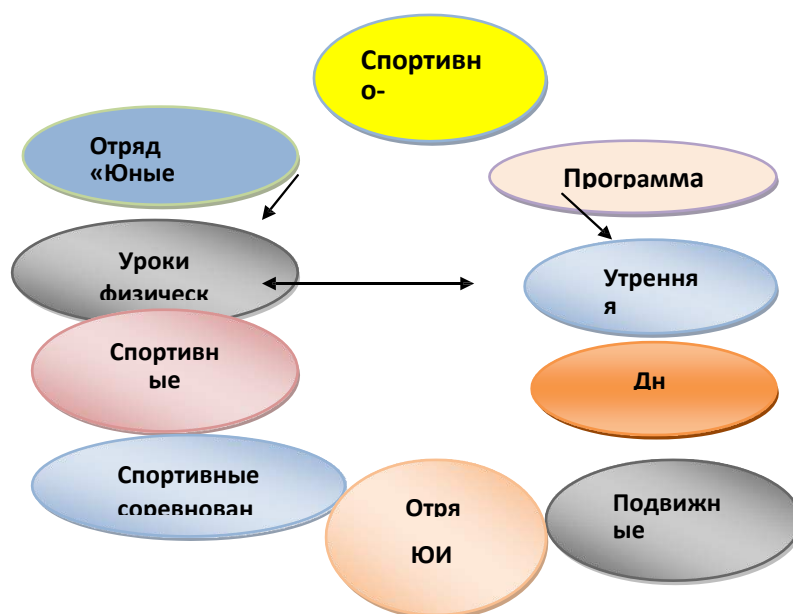 Спортивн
о-
Отряд
«Юные
Программа
Уроки
физическ
Утрення
я
Спортивн
ые
Дн
Спортивные
соревнован
Отря
ЮИ
Подвижн
ые